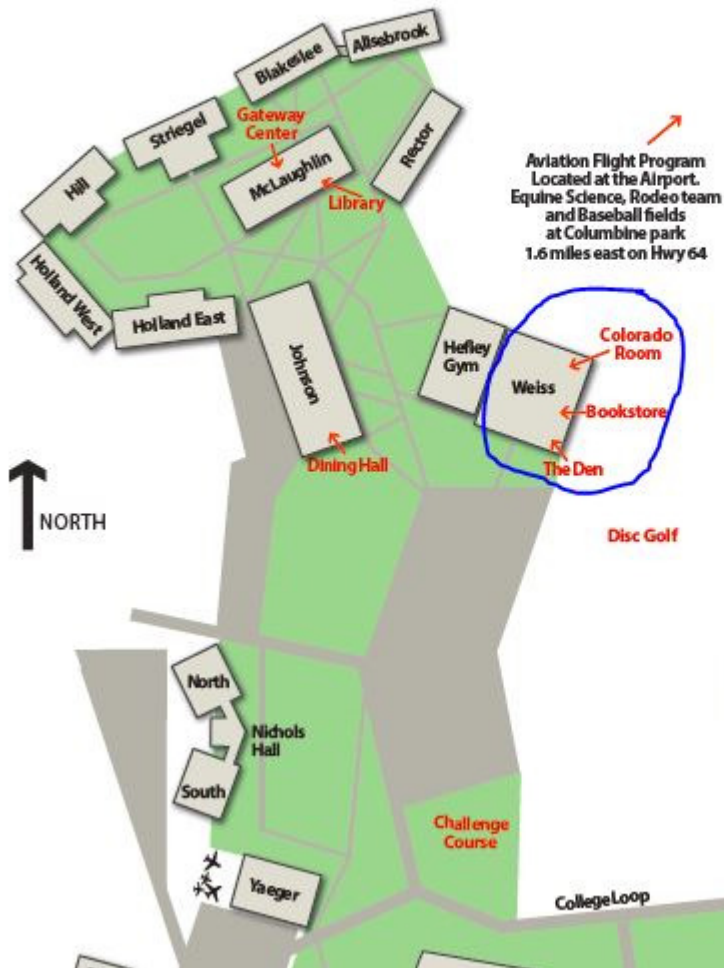 Allsebrook
Blakeslee
Gateway
Center
Striegel
McLaughlin
Rector
Library
Hill
Aviation Flight Program
Located at the Airport.
Equine Science, Rodeo team
and Baseball fields
at Columbine park
1.6 miles east on Hwy 64
Holland West
Holland East
Johnson
Hefley
Gym
Weiss
Colorado
Room
Bookstore
The Den
Dining Hall
NORTH
Disc Golf
North
Nichols
Hall
South
Challenge
Course
Yaeger
College Loop